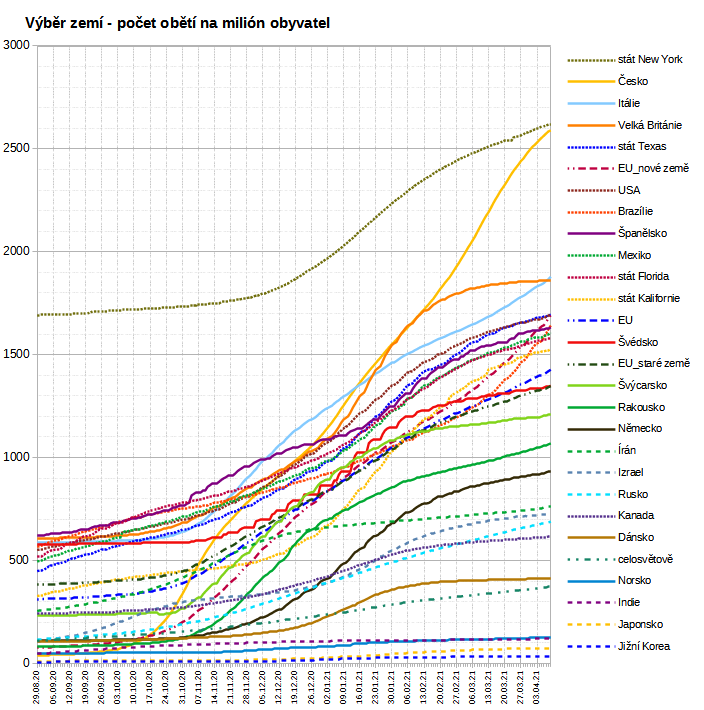 Výběr zemí - počet obětí na milión obyvatel
3000
2500
2000
1500
1000
500
0
29.08.20
05.09.20
12.09.20
19.09.20
26.09.20
03.10.20
10.10.20
17.10.20
24.10.20
31.10.20
07.11.20
14.11.20
21.11.20
28.11.20
05.12.20
12.12.20
19.12.20
26.12.20
02.01.21
09.01.21
16.01.21
23.01.21
30.01.21
06.02.21
13.02.21
20.02.21
27.02.21
06.03.21
13.03.21
20.03.21
27.03.21
03.04.21
stát New York
Česko
Itálie
Velká Británie
stát Texas
EU_nové země
USA
Brazílie
Španělsko
Mexiko
stát Florida
stát Kalifornie
EU
Švédsko
EU_staré země
Švýcarsko
Rakousko
Německo
Írán
Izrael
Rusko
Kanada
Dánsko
celosvětově
Norsko
Indie
Japonsko
Jižní Korea